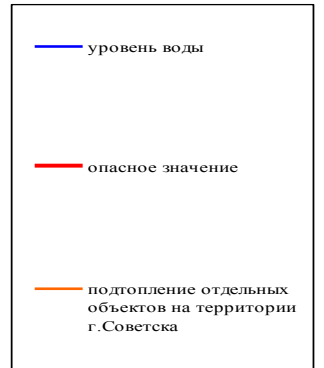 уровень воды
опасное значение
подтопление отдельных
объектов на территории
г.Советска